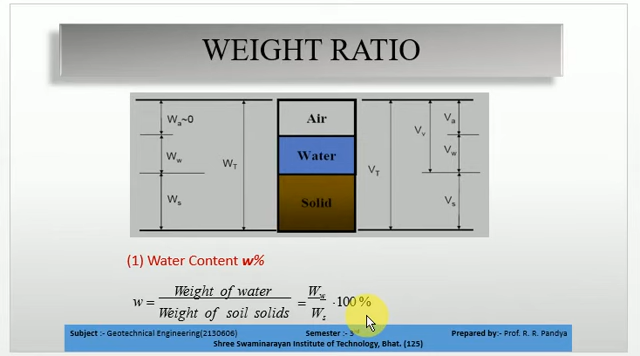 WEIGHT RATIO
Wa~0
Ww
Ws
WT
Air
Water
Solid
VT
Vv
Va
Vw
Vs
(1) Water Content w%
w = Weight of water / Weight of soil solids = Ww / Ws · 100 %
Subject :- Geotechnical Engineering(2130606) Semester :- 3rd Prepared by:- Prof. R. R. Pandya
Shree Swaminarayan Institute of Technology, Bhat. (125)